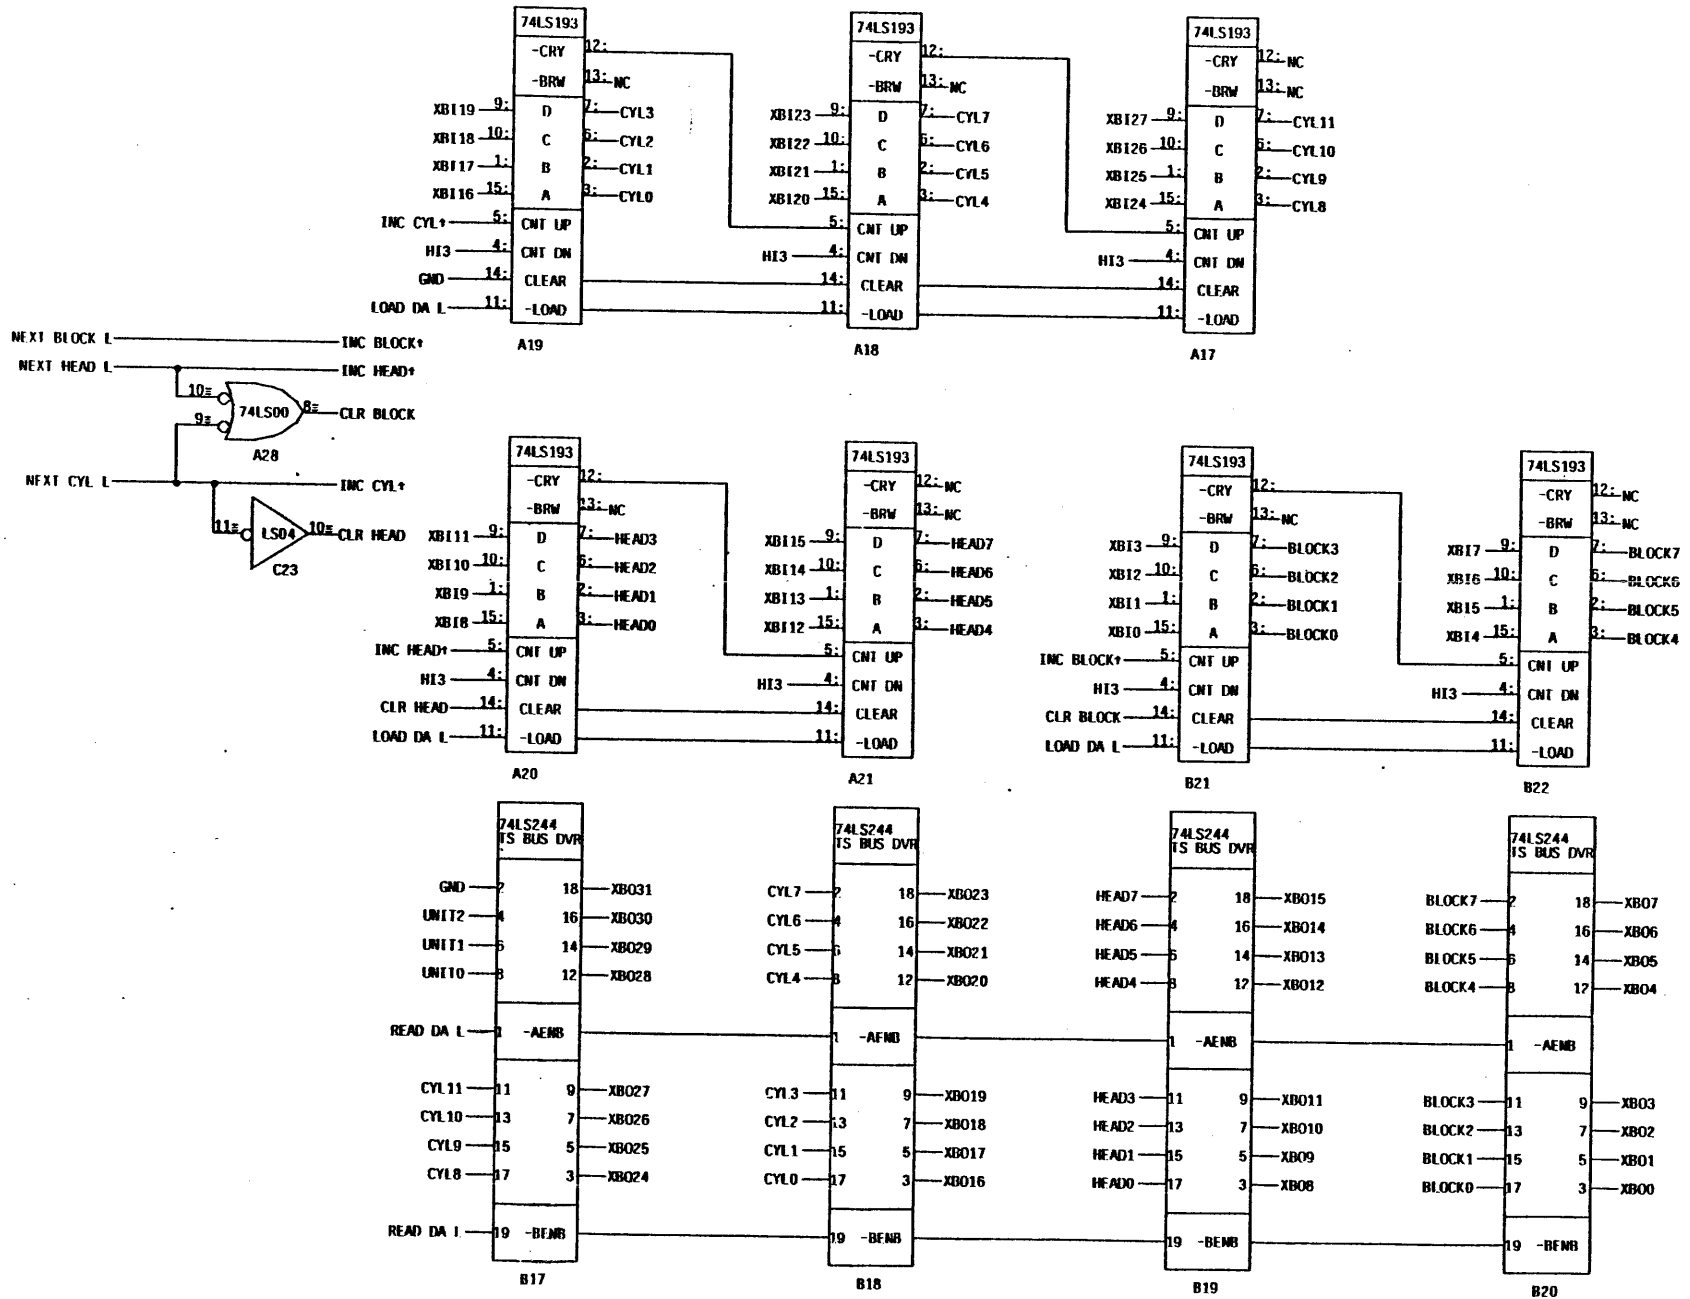 74LS193 74LS193 74LS193
-CRY 12: -CRY 12: -CRY 12: NC
-BRW 13: NC -BRW 13: NC -BRW 13: NC
XBI19 9: D 7: CYL3 XBI23 9: D 7: CYL7 XBI27 9: D 7: CYL11
XBI18 10: C 6: CYL2 XBI22 10: C 6: CYL6 XBI26 10: C 6: CYL10
XBI17 1: B 2: CYL1 XBI21 1: B 2: CYL5 XBI25 1: B 2: CYL9
XBI16 15: A 3: CYL0 XBI20 15: A 3: CYL4 XBI24 15: A 3: CYL8
INC CYL↑ 5: CNT UP 5: CNT UP 5: CNT UP
HI3 4: CNT DN HI3 4: CNT DN HI3 4: CNT DN
GND 14: CLEAR 14: CLEAR 14: CLEAR
LOAD DA L 11: -LOAD 11: -LOAD 11: -LOAD
A19 A18 A17
NEXT BLOCK L INC BLOCK↑
NEXT HEAD L INC HEAD↑
10= 74LS00 8= CLR BLOCK
9=
A28
NEXT CYL L INC CYL↑
11= LS04 10= CLR HEAD
C23
74LS193 74LS193 74LS193 74LS193
-CRY 12: -CRY 12: NC -CRY 12: -CRY 12: NC
-BRW 13: NC -BRW 13: NC -BRW 13: NC -BRW 13: NC
XBI11 9: D 7: HEAD3 XBI15 9: D 7: HEAD7 XBI3 9: D 7: BLOCK3 XBI7 9: D 7: BLOCK7
XBI10 10: C 6: HEAD2 XBI14 10: C 6: HEAD6 XBI2 10: C 6: BLOCK2 XBI6 10: C 6: BLOCK6
XBI9 1: B 2: HEAD1 XBI13 1: B 2: HEAD5 XBI1 1: B 2: BLOCK1 XBI5 1: B 2: BLOCK5
XBI8 15: A 3: HEAD0 XBI12 15: A 3: HEAD4 XBI0 15: A 3: BLOCK0 XBI4 15: A 3: BLOCK4
INC HEAD↑ 5: CNT UP 5: CNT UP INC BLOCK↑ 5: CNT UP 5: CNT UP
HI3 4: CNT DN HI3 4: CNT DN HI3 4: CNT DN HI3 4: CNT DN
CLR HEAD 14: CLEAR 14: CLEAR CLR BLOCK 14: CLEAR 14: CLEAR
LOAD DA L 11: -LOAD 11: -LOAD LOAD DA L 11: -LOAD 11: -LOAD
A20 A21 B21 B22
74LS244 74LS244 74LS244 74LS244
TS BUS DVR TS BUS DVR TS BUS DVR TS BUS DVR
GND 2 18 XBO31 CYL7 2 18 XBO23 HEAD7 2 18 XBO15 BLOCK7 2 18 XBO7
UNIT2 4 16 XBO30 CYL6 4 16 XBO22 HEAD6 4 16 XBO14 BLOCK6 4 16 XBO6
UNIT1 6 14 XBO29 CYL5 6 14 XBO21 HEAD5 6 14 XBO13 BLOCK5 6 14 XBO5
UNIT0 8 12 XBO28 CYL4 8 12 XBO20 HEAD4 8 12 XBO12 BLOCK4 8 12 XBO4
READ DA L 1 -AENB 1 -AENB 1 -AENB 1 -AENB
CYL11 11 9 XBO27 CYL3 11 9 XBO19 HEAD3 11 9 XBO11 BLOCK3 11 9 XBO3
CYL10 13 7 XBO26 CYL2 13 7 XBO18 HEAD2 13 7 XBO10 BLOCK2 13 7 XBO2
CYL9 15 5 XBO25 CYL1 15 5 XBO17 HEAD1 15 5 XBO9 BLOCK1 15 5 XBO1
CYL8 17 3 XBO24 CYL0 17 3 XBO16 HEAD0 17 3 XBO8 BLOCK0 17 3 XBO0
READ DA L 19 -BENB 19 -BENB 19 -BENB 19 -BENB
B17 B18 B19 B20